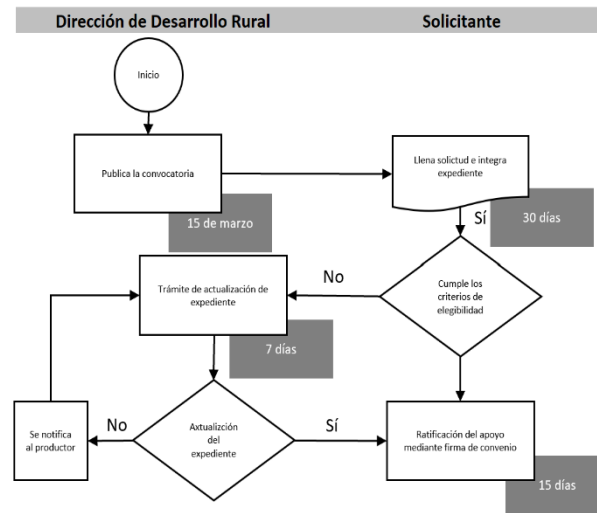 Dirección de Desarrollo Rural
Solicitante
Inicio
Publica la convocatoria
15 de marzo
Llena solictud e integra
expediente
30 días
Sí
Cumple los
criterios de
elegibilidad
No
Trámite de actualización de
expediente
7 días
Axtualizción
del
expediente
No
Se notifica
al productor
Sí
Ratificación del apoyo
mediante firma de convenio
15 días